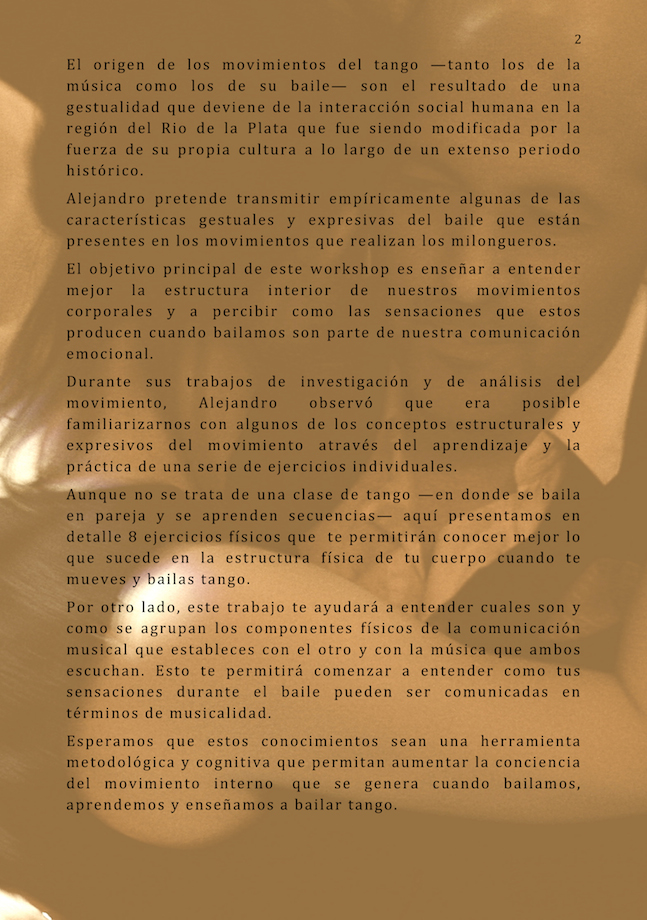 2
El origen de los movimientos del tango —tanto los de la
música como los de su baile— son el resultado de una
gestualidad que deviene de la interacción social humana en la
región del Rio de la Plata que fue siendo modificada por la
fuerza de su propia cultura a lo largo de un extenso periodo
histórico.
Alejandro pretende transmitir empíricamente algunas de las
características gestuales y expresivas del baile que están
presentes en los movimientos que realizan los milongueros.
El objetivo principal de este workshop es enseñar a entender
mejor la estructura interior de nuestros movimientos
corporales y a percibir como las sensaciones que estos
producen cuando bailamos son parte de nuestra comunicación
emocional.
Durante sus trabajos de investigación y de análisis del
movimiento, Alejandro observó que era posible
familiarizarnos con algunos de los conceptos estructurales y
expresivos del movimiento através del aprendizaje y la
práctica de una serie de ejercicios individuales.
Aunque no se trata de una clase de tango —en donde se baila
en pareja y se aprenden secuencias— aquí presentamos en
detalle 8 ejercicios físicos que te permitirán conocer mejor lo
que sucede en la estructura física de tu cuerpo cuando te
mueves y bailas tango.
Por otro lado, este trabajo te ayudará a entender cuales son y
como se agrupan los componentes físicos de la comunicación
musical que estableces con el otro y con la música que ambos
escuchan. Esto te permitirá comenzar a entender como tus
sensaciones durante el baile pueden ser comunicadas en
términos de musicalidad.
Esperamos que estos conocimientos sean una herramienta
metodológica y cognitiva que permitan aumentar la conciencia
del movimiento interno que se genera cuando bailamos,
aprendemos y enseñamos a bailar tango.